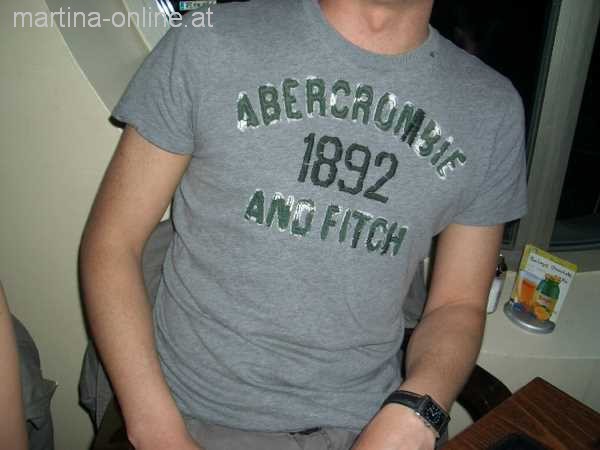 martina-online.at
ABERCROMBIE
1892
AND FITCH